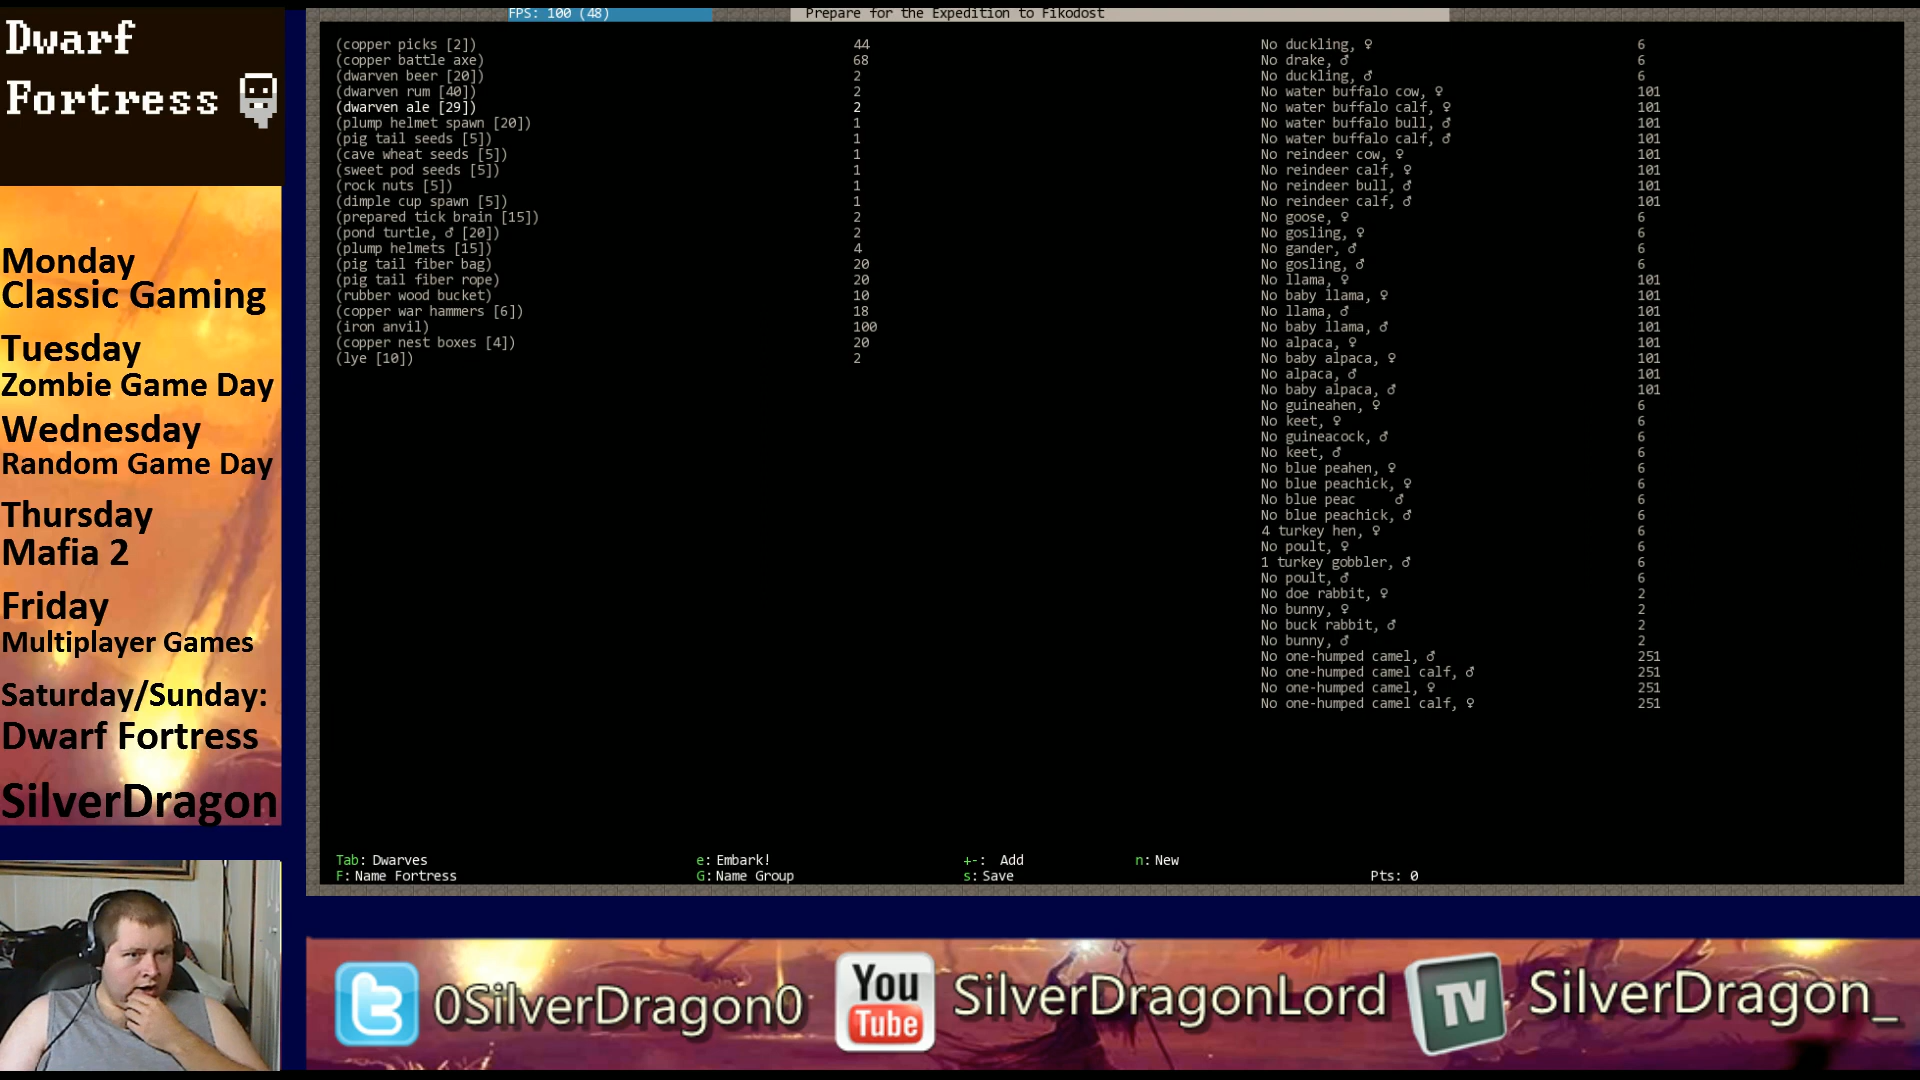 Dwarf
Fortress
Monday
Classic Gaming
Tuesday
Zombie Game Day
Wednesday
Random Game Day
Thursday
Mafia 2
Friday
Multiplayer Games
Saturday/Sunday:
Dwarf Fortress
SilverDragon
FPS: 100 (48)
Prepare for the Expedition to Fikodost
(copper picks [2]) 44
(copper battle axe) 68
(dwarven beer [20]) 2
(dwarven rum [40]) 2
(dwarven ale [29]) 2
(plump helmet spawn [20]) 1
(pig tail seeds [5]) 1
(cave wheat seeds [5]) 1
(sweet pod seeds [5]) 1
(rock nuts [5]) 1
(dimple cup spawn [5]) 1
(prepared tick brain [15]) 2
(pond turtle, ♂ [20]) 2
(plump helmets [15]) 4
(pig tail fiber bag) 20
(pig tail fiber rope) 20
(rubber wood bucket) 10
(copper war hammers [6]) 18
(iron anvil) 100
(copper nest boxes [4]) 20
(lye [10]) 2
No duckling, ♀ 6
No drake, ♂ 6
No duckling, ♂ 6
No water buffalo cow, ♀ 101
No water buffalo calf, ♀ 101
No water buffalo bull, ♂ 101
No water buffalo calf, ♂ 101
No reindeer cow, ♀ 101
No reindeer calf, ♀ 101
No reindeer bull, ♂ 101
No reindeer calf, ♂ 101
No goose, ♀ 6
No gosling, ♀ 6
No gander, ♂ 6
No gosling, ♂ 6
No llama, ♀ 101
No baby llama, ♀ 101
No llama, ♂ 101
No baby llama, ♂ 101
No alpaca, ♀ 101
No baby alpaca, ♀ 101
No alpaca, ♂ 101
No baby alpaca, ♂ 101
No guineahen, ♀ 6
No keet, ♀ 6
No guineacock, ♂ 6
No keet, ♂ 6
No blue peahen, ♀ 6
No blue peachick, ♀ 6
No blue peac ♂ 6
No blue peachick, ♂ 6
4 turkey hen, ♀ 6
No poult, ♀ 6
1 turkey gobbler, ♂ 6
No poult, ♂ 6
No doe rabbit, ♀ 2
No bunny, ♀ 2
No buck rabbit, ♂ 2
No bunny, ♂ 2
No one-humped camel, ♂ 251
No one-humped camel calf, ♂ 251
No one-humped camel, ♀ 251
No one-humped camel calf, ♀ 251
Tab: Dwarves e: Embark! +-: Add n: New
F: Name Fortress G: Name Group s: Save Pts: 0
0SilverDragon0
You Tube
SilverDragonLord
TV
SilverDragon_